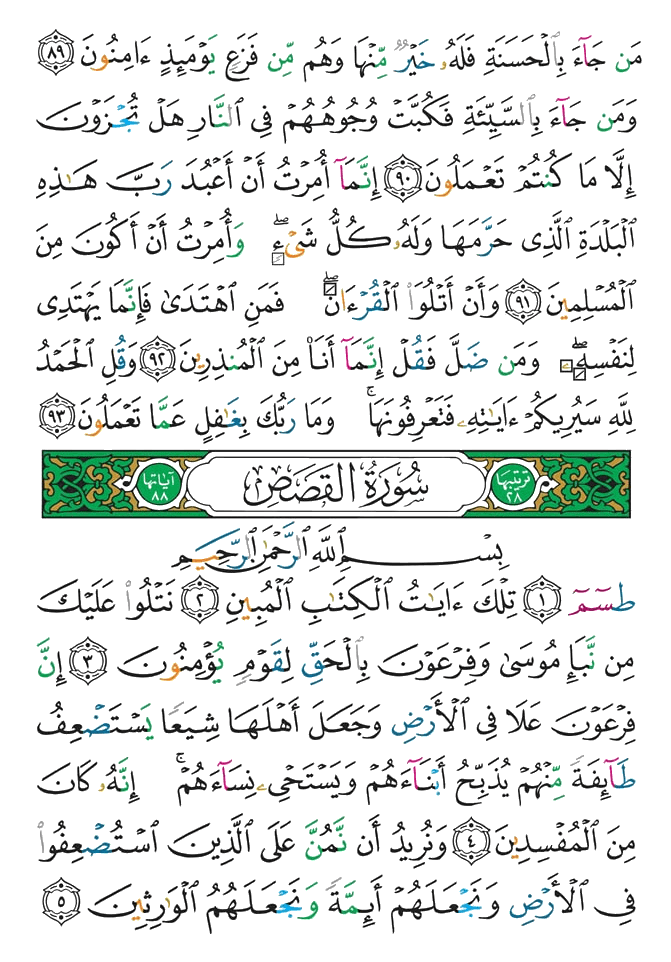 مَن جَآءَ بِٱلْحَسَنَةِ فَلَهُۥ خَيْرٌ مِّنْهَا وَهُم مِّن فَزَعٍ يَوْمَئِذٍ ءَامِنُونَ ٨٩
وَمَن جَآءَ بِٱلسَّيِّئَةِ فَكُبَّتْ وُجُوهُهُمْ فِى ٱلنَّارِ هَلْ تُجْزَوْنَ
إِلَّا مَا كُنتُمْ تَعْمَلُونَ ٩٠ إِنَّمَآ أُمِرْتُ أَنْ أَعْبُدَ رَبَّ هَـٰذِهِ
ٱلْبَلْدَةِ ٱلَّذِى حَرَّمَهَا وَلَهُۥ كُلُّ شَىْءٍ ۖ وَأُمِرْتُ أَنْ أَكُونَ مِنَ
ٱلْمُسْلِمِينَ ٩١ وَأَنْ أَتْلُوَا۟ ٱلْقُرْءَانَ ۖ فَمَنِ ٱهْتَدَىٰ فَإِنَّمَا يَهْتَدِى
لِنَفْسِهِۦ ۖ وَمَن ضَلَّ فَقُلْ إِنَّمَآ أَنَا۠ مِنَ ٱلْمُنذِرِينَ ٩٢ وَقُلِ ٱلْحَمْدُ
لِلَّهِ سَيُرِيكُمْ ءَايَـٰتِهِۦ فَتَعْرِفُونَهَا ۚ وَمَا رَبُّكَ بِغَـٰفِلٍ عَمَّا تَعْمَلُونَ ٩٣
ترتيبها ٢٨ سُورَةُ القَصَصِ آياتها ٨٨
بِسْمِ ٱللَّهِ ٱلرَّحْمَـٰنِ ٱلرَّحِيمِ
طسٓمٓ ١ تِلْكَ ءَايَـٰتُ ٱلْكِتَـٰبِ ٱلْمُبِينِ ٢ نَتْلُوا۟ عَلَيْكَ
مِن نَّبَإِ مُوسَىٰ وَفِرْعَوْنَ بِٱلْحَقِّ لِقَوْمٍ يُؤْمِنُونَ ٣ إِنَّ
فِرْعَوْنَ عَلَا فِى ٱلْأَرْضِ وَجَعَلَ أَهْلَهَا شِيَعًا يَسْتَضْعِفُ
طَآئِفَةً مِّنْهُمْ يُذَبِّحُ أَبْنَآءَهُمْ وَيَسْتَحْىِۦ نِسَآءَهُمْ ۚ إِنَّهُۥ كَانَ
مِنَ ٱلْمُفْسِدِينَ ٤ وَنُرِيدُ أَن نَّمُنَّ عَلَى ٱلَّذِينَ ٱسْتُضْعِفُوا۟
فِى ٱلْأَرْضِ وَنَجْعَلَهُمْ أَئِمَّةً وَنَجْعَلَهُمُ ٱلْوَٰرِثِينَ ٥